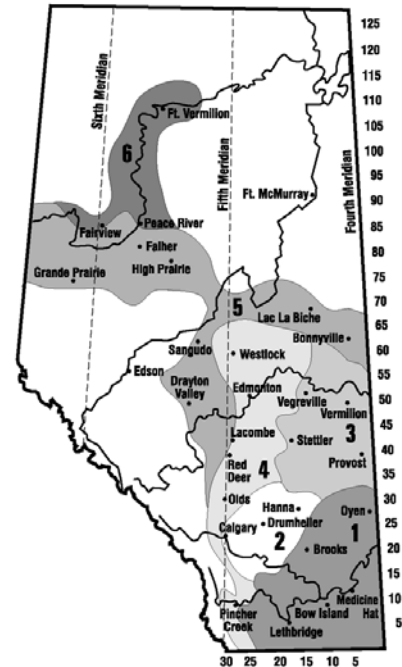 125
120
115
110
105
100
95
90
85
80
75
70
65
60
55
50
45
40
35
30
25
20
15
10
5
Sixth Meridian
Fifth Meridian
Fourth Meridian
Ft. Vermilion
6
Ft. McMurray
Peace River
Fairview
Falher
High Prairie
Grande Prairie
5
Lac La Biche
Bonnyville
Sangudo
Westlock
Edson
Drayton
Valley
Edmonton
Vegreville
Vermilion
Lacombe
Stettler
3
Provost
Red
Deer
4
Olds
Hanna
Oyen
Drumheller
1
Calgary
2
Brooks
Medicine
Hat
Pincher
Creek
Bow Island
Lethbridge
30 25 20 15 10 5